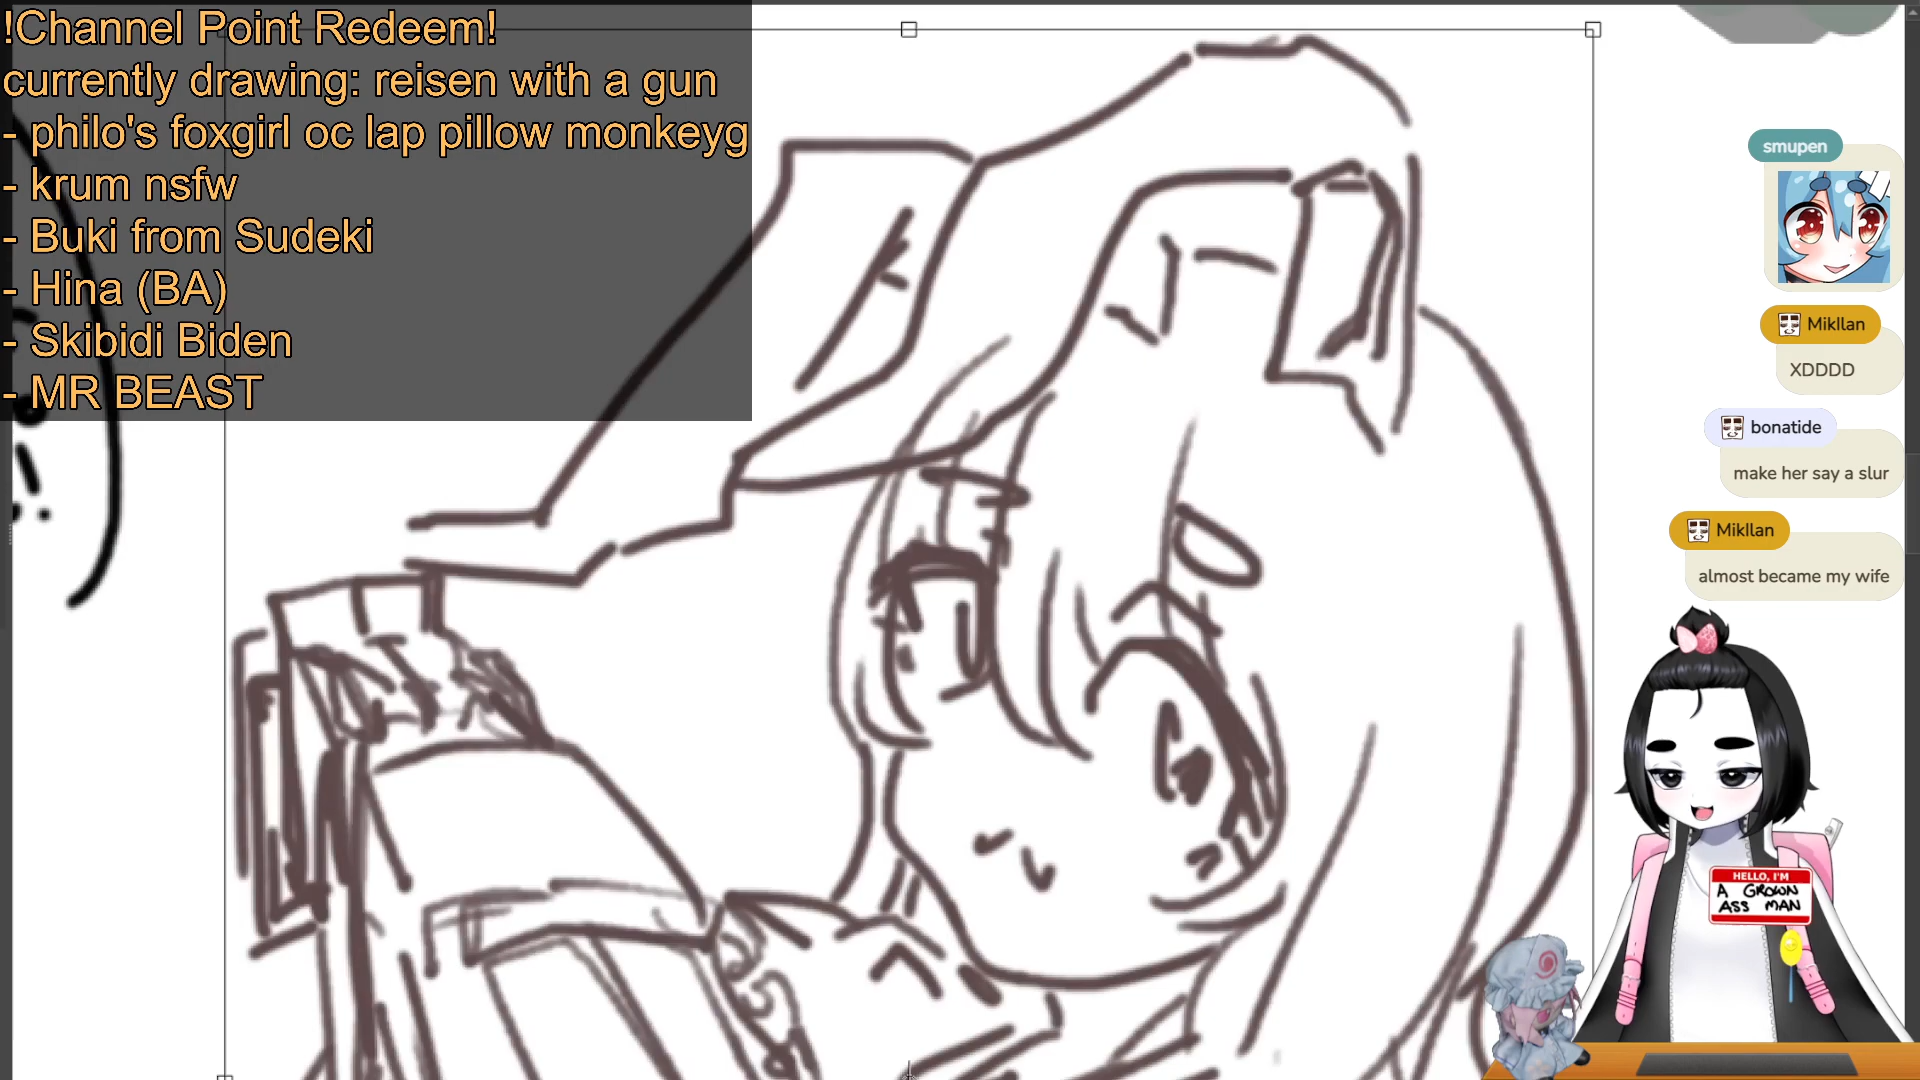 !Channel Point Redeem!
currently drawing: reisen with a gun
- philo's foxgirl oc lap pillow monkeyg
- krum nsfw
- Buki from Sudeki
- Hina (BA)
- Skibidi Biden
- MR BEAST
smupen
Mikllan
XDDDD
bonatide
make her say a slur
Mikllan
almost became my wife
HELLO, I'M
A GROWN
ASS MAN